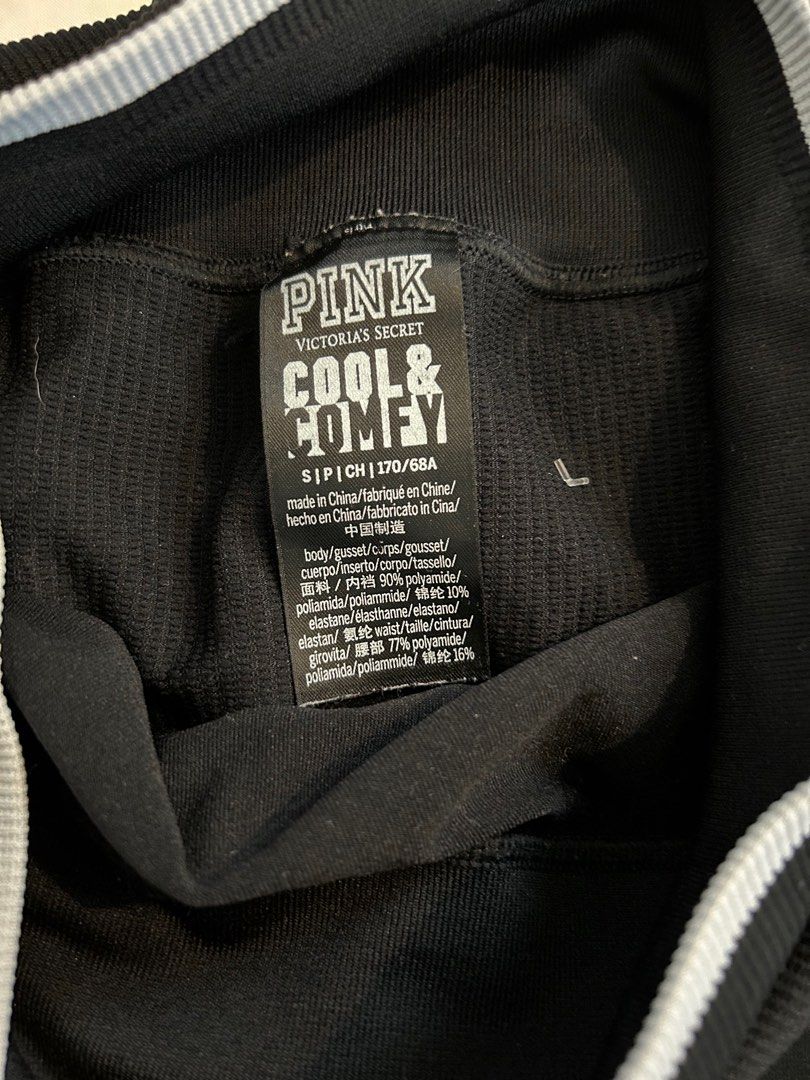 PINK
VICTORIA'S SECRET
COOL&
COMFY
S | P | CH | 170/68A
made in China/fabriqué en Chine/
hecho en China/fabbricato in Cina/
中国制造
body/gusset/corps/gousset/
cuerpo/inserto/corpo/tassello/
面料 / 内裆 90% polyamide/
poliamida/poliammide/ 锦纶 10%
elastane/élasthanne/elastano/
elastan/ 氨纶 waist/taille/cintura/
girovita/ 腰部 77% polyamide/
poliamida/poliammide/ 锦纶 16%